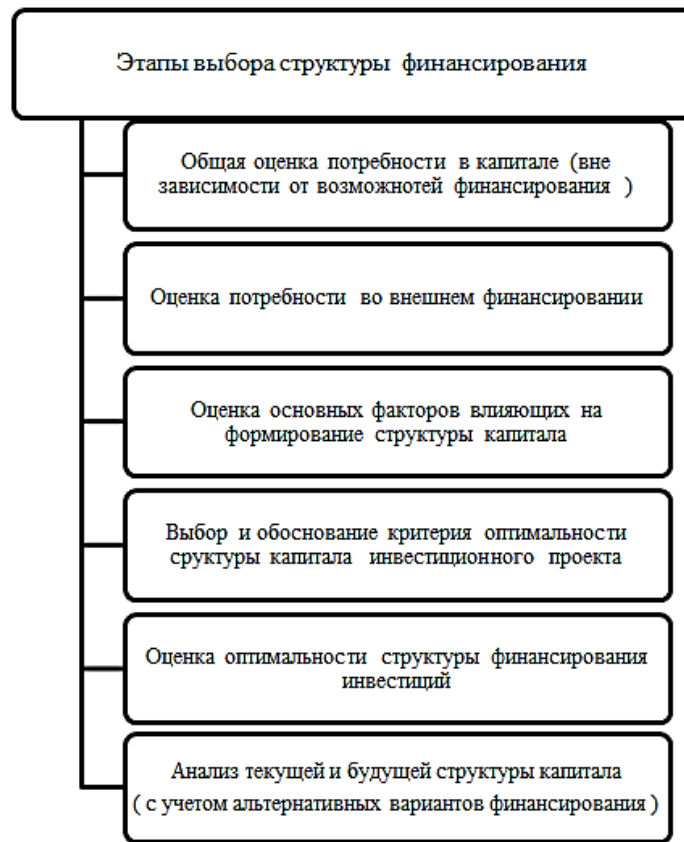 Этапы выбора структуры финансирования
Общая оценка потребности в капитале (вне
зависимости от возможнотей финансирования )
Оценка потребности во внешнем финансировании
Оценка основных факторов влияющих на
формирование структуры капитала
Выбор и обоснование критерия оптимальности
сруктуры капитала инвестиционного проекта
Оценка оптимальности структуры финансирования
инвестиций
Анализ текущей и будущей структуры капитала
( с учетом альтернативных вариантов финансирования )